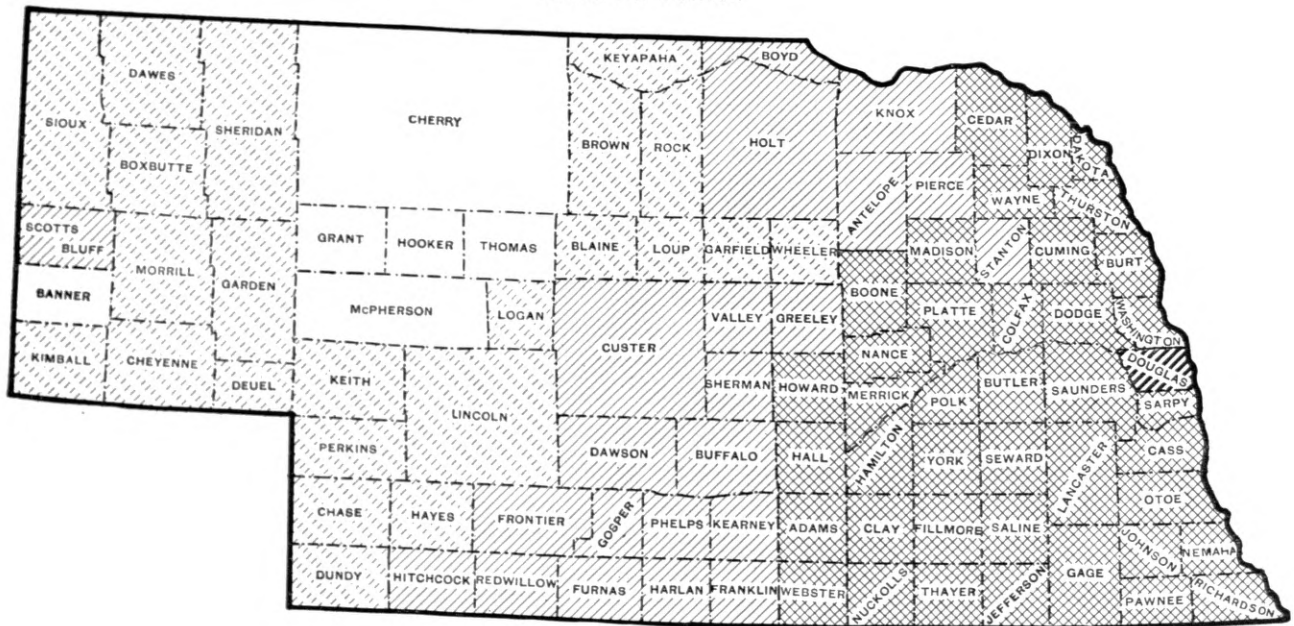 KEYAPAHA
BOYD
DAWES
CHERRY
KNOX
CEDAR
SIOUX
SHERIDAN
BROWN
ROCK
HOLT
DIXON
DAKOTA
BOXBUTTE
ANTELOPE
PIERCE
WAYNE
THURSTON
SCOTTS
BLUFF
GRANT
HOOKER
THOMAS
BLAINE
LOUP
GARFIELD
WHEELER
MADISON
STANTON
CUMING
BURT
MORRILL
GARDEN
BANNER
McPHERSON
LOGAN
BOONE
PLATTE
COLFAX
DODGE
WASHINGTON
CUSTER
VALLEY
GREELEY
KIMBALL
CHEYENNE
DEUEL
KEITH
NANCE
DOUGLAS
LINCOLN
SHERMAN
HOWARD
MERRICK
POLK
BUTLER
SAUNDERS
SARPY
PERKINS
DAWSON
BUFFALO
HALL
HAMILTON
YORK
SEWARD
LANCASTER
CASS
OTOE
CHASE
HAYES
FRONTIER
GOSPER
PHELPS
KEARNEY
ADAMS
CLAY
FILLMORE
SALINE
JOHNSON
NEMAHA
DUNDY
HITCHCOCK
REDWILLOW
FURNAS
HARLAN
FRANKLIN
WEBSTER
NUCKOLLS
THAYER
JEFFERSON
GAGE
PAWNEE
RICHARDSON